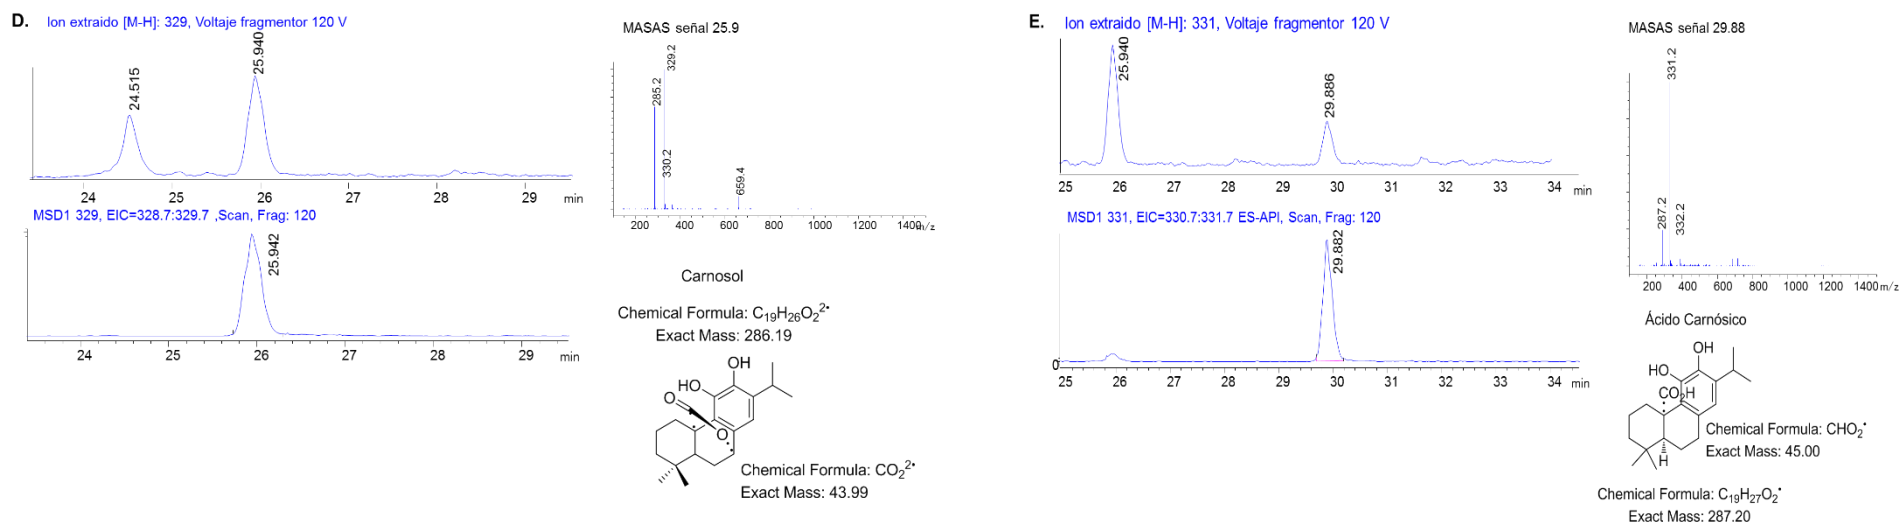 D.
Ion extraido [M-H]: 329, Voltaje fragmentor 120 V
24.515
25.940
24 25 26 27 28 29 min
MSD1 329, EIC=328.7:329.7 ,Scan, Frag: 120
25.942
24 25 26 27 28 29 min
MASAS señal 25.9
329.2
285.2
330.2
659.4
200 400 600 800 1000 1200 1400 m/z
Carnosol
Chemical Formula: C₁₉H₂₆O₂²•
Exact Mass: 286.19
OH
HO
O
O
Chemical Formula: CO₂²•
Exact Mass: 43.99
E.
Ion extraido [M-H]: 331, Voltaje fragmentor 120 V
25.940
29.886
25 26 27 28 29 30 31 32 33 34 min
MSD1 331, EIC=330.7:331.7 ES-API, Scan, Frag: 120
29.882
0
25 26 27 28 29 30 31 32 33 34 min
MASAS señal 29.88
331.2
287.2
332.2
200 400 600 800 1000 1200 1400 m/z
Ácido Carnósico
OH
HO
CO₂H
H
Chemical Formula: CHO₂•
Exact Mass: 45.00
Chemical Formula: C₁₉H₂₇O₂•
Exact Mass: 287.20